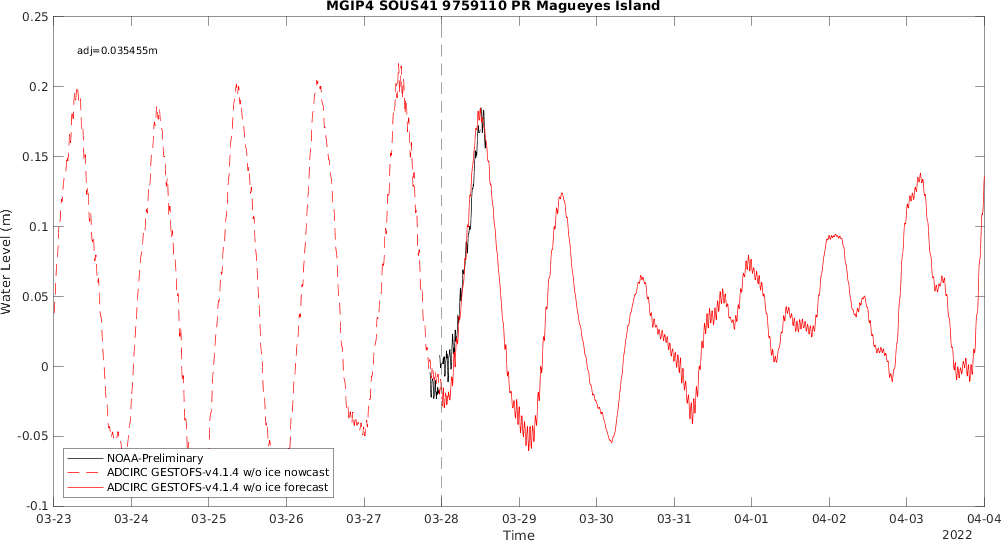 MGIP4 SOUS41 9759110 PR Magueyes Island
adj=0.035455m
0.25
0.2
0.15
0.1
0.05
0
-0.05
-0.1
Water Level (m)
NOAA-Preliminary
ADCIRC GESTOFS-v4.1.4 w/o ice nowcast
ADCIRC GESTOFS-v4.1.4 w/o ice forecast
03-23 03-24 03-25 03-26 03-27 03-28 03-29 03-30 03-31 04-01 04-02 04-03 04-04
Time
2022